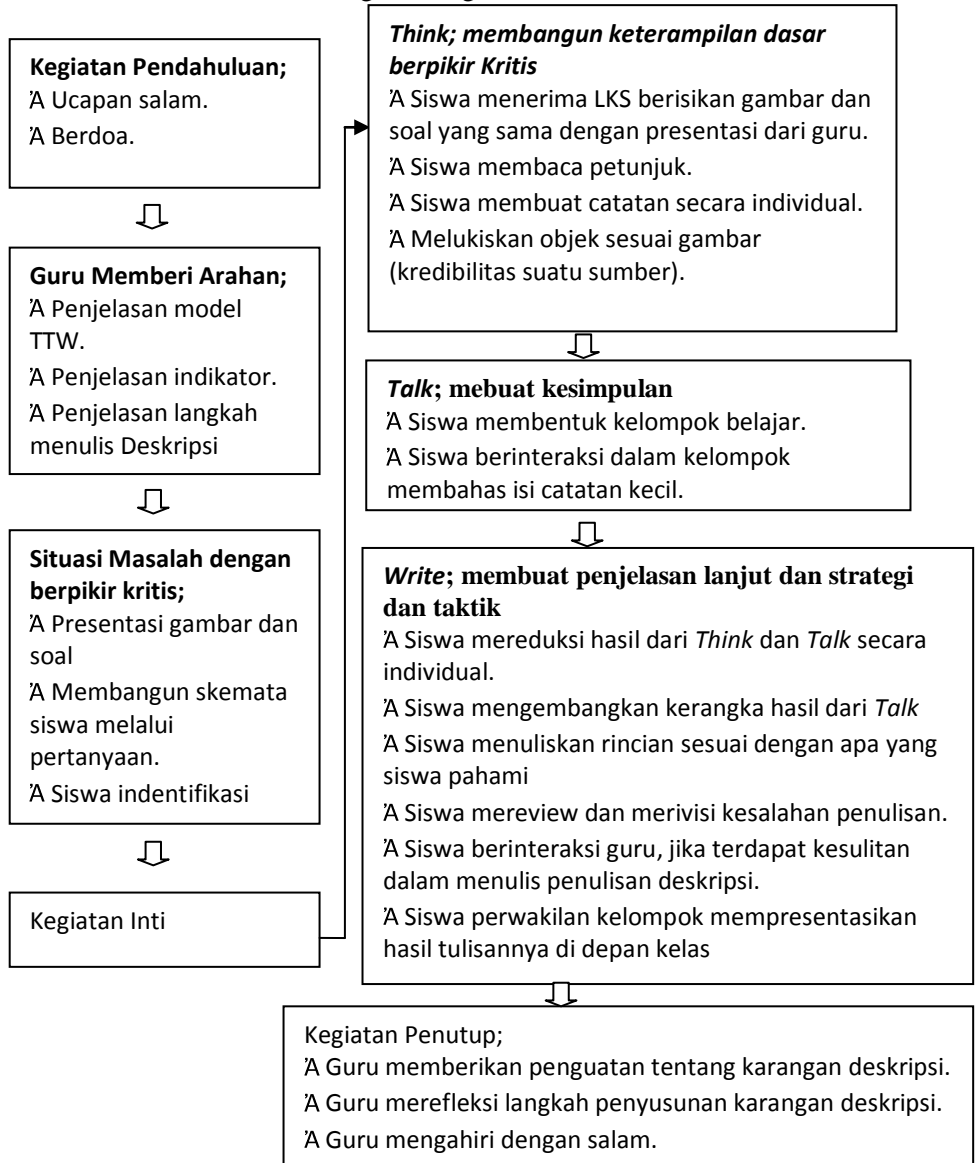 Kegiatan Pendahuluan;
Ἀ Ucapan salam.
Ἀ Berdoa.
Guru Memberi Arahan;
Ἀ Penjelasan model
TTW.
Ἀ Penjelasan indikator.
Ἀ Penjelasan langkah
menulis Deskripsi
Situasi Masalah dengan
berpikir kritis;
Ἀ Presentasi gambar dan
soal
Ἀ Membangun skemata
siswa melalui
pertanyaan.
Ἀ Siswa indentifikasi
Kegiatan Inti
Think; membangun keterampilan dasar
berpikir Kritis
Ἀ Siswa menerima LKS berisikan gambar dan
soal yang sama dengan presentasi dari guru.
Ἀ Siswa membaca petunjuk.
Ἀ Siswa membuat catatan secara individual.
Ἀ Melukiskan objek sesuai gambar
(kredibilitas suatu sumber).
Talk; mebuat kesimpulan
Ἀ Siswa membentuk kelompok belajar.
Ἀ Siswa berinteraksi dalam kelompok
membahas isi catatan kecil.
Write; membuat penjelasan lanjut dan strategi
dan taktik
Ἀ Siswa mereduksi hasil dari Think dan Talk secara
individual.
Ἀ Siswa mengembangkan kerangka hasil dari Talk
Ἀ Siswa menuliskan rincian sesuai dengan apa yang
siswa pahami
Ἀ Siswa mereview dan merivisi kesalahan penulisan.
Ἀ Siswa berinteraksi guru, jika terdapat kesulitan
dalam menulis penulisan deskripsi.
Ἀ Siswa perwakilan kelompok mempresentasikan
hasil tulisannya di depan kelas
Kegiatan Penutup;
Ἀ Guru memberikan penguatan tentang karangan deskripsi.
Ἀ Guru merefleksi langkah penyusunan karangan deskripsi.
Ἀ Guru mengahiri dengan salam.